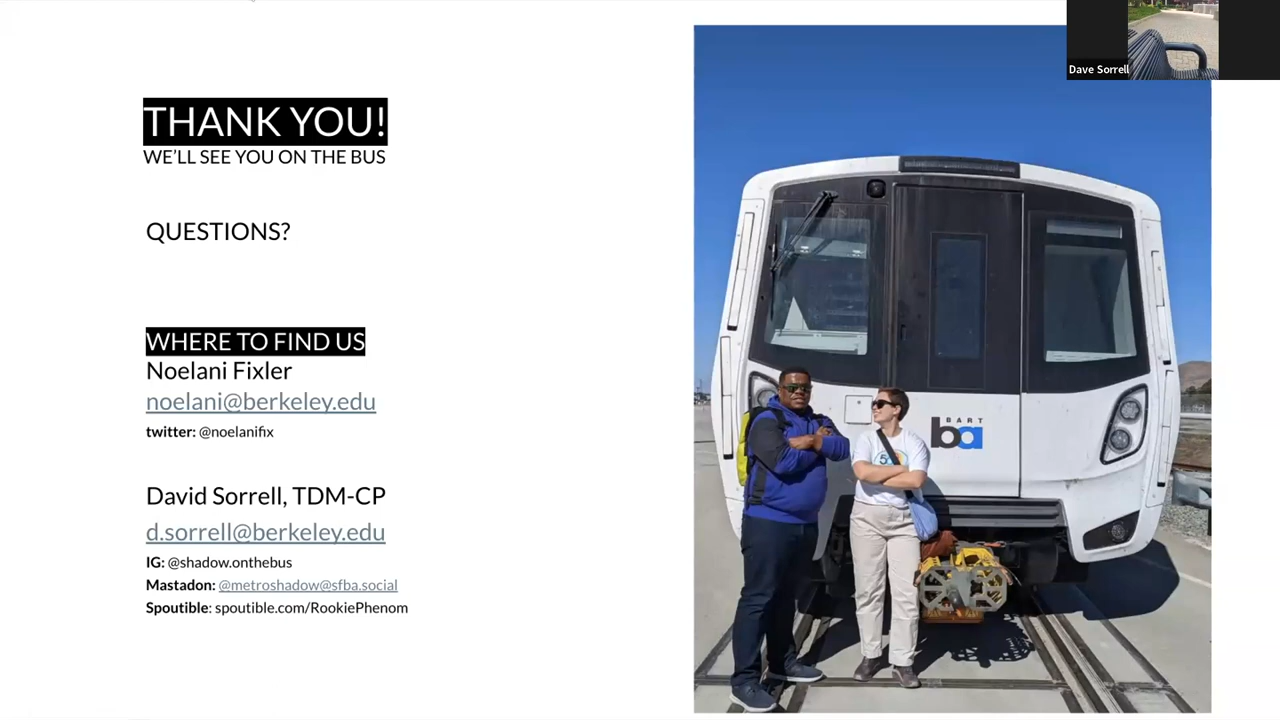 THANK YOU!
WE'LL SEE YOU ON THE BUS
QUESTIONS?
WHERE TO FIND US
Noelani Fixler
noelani@berkeley.edu
twitter: @noelanifix
David Sorrell, TDM-CP
d.sorrell@berkeley.edu
IG: @shadow.onthebus
Mastadon: @metroshadow@sfba.social
Spoutible: spoutible.com/RookiePhenom
Dave Sorrell
BART
ba